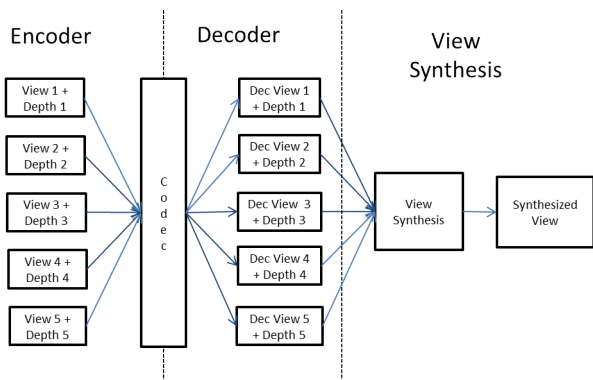 Encoder
Decoder
View
Synthesis
View 1 +
Depth 1
View 2 +
Depth 2
View 3 +
Depth 3
View 4 +
Depth 4
View 5 +
Depth 5
C
o
d
e
c
Dec View 1
+ Depth 1
Dec View 2
+ Depth 2
Dec View 3
+ Depth 3
Dec View 4
+ Depth 4
Dec View 5
+ Depth 5
View
Synthesis
Synthesized
View